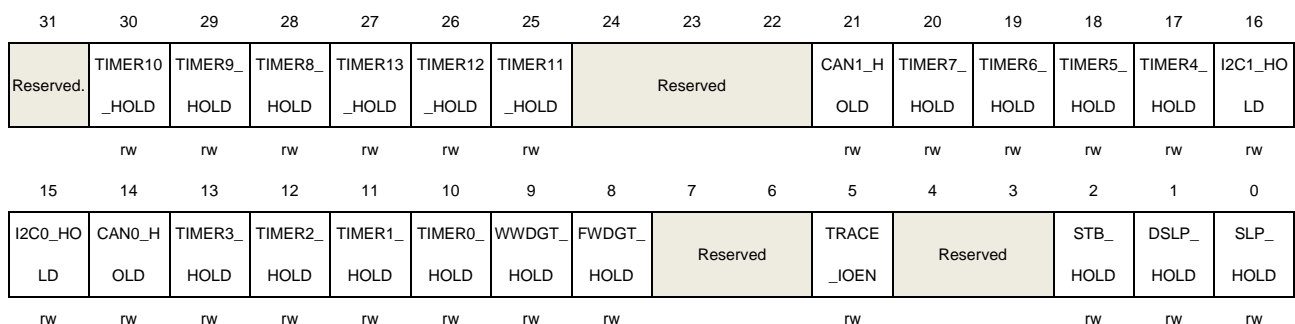 31 30 29 28 27 26 25 24 23 22 21 20 19 18 17 16
Reserved. TIMER10 TIMER9_ TIMER8_ TIMER13 TIMER12 TIMER11 Reserved CAN1_H TIMER7_ TIMER6_ TIMER5_ TIMER4_ I2C1_HO
_HOLD HOLD HOLD _HOLD _HOLD _HOLD OLD HOLD HOLD HOLD HOLD LD
rw rw rw rw rw rw rw rw rw rw rw rw
15 14 13 12 11 10 9 8 7 6 5 4 3 2 1 0
I2C0_HO CAN0_H TIMER3_ TIMER2_ TIMER1_ TIMER0_ WWDGT_ FWDGT_ Reserved TRACE Reserved STB_ DSLP_ SLP_
LD OLD HOLD HOLD HOLD HOLD HOLD HOLD _IOEN HOLD HOLD HOLD
rw rw rw rw rw rw rw rw rw rw rw rw